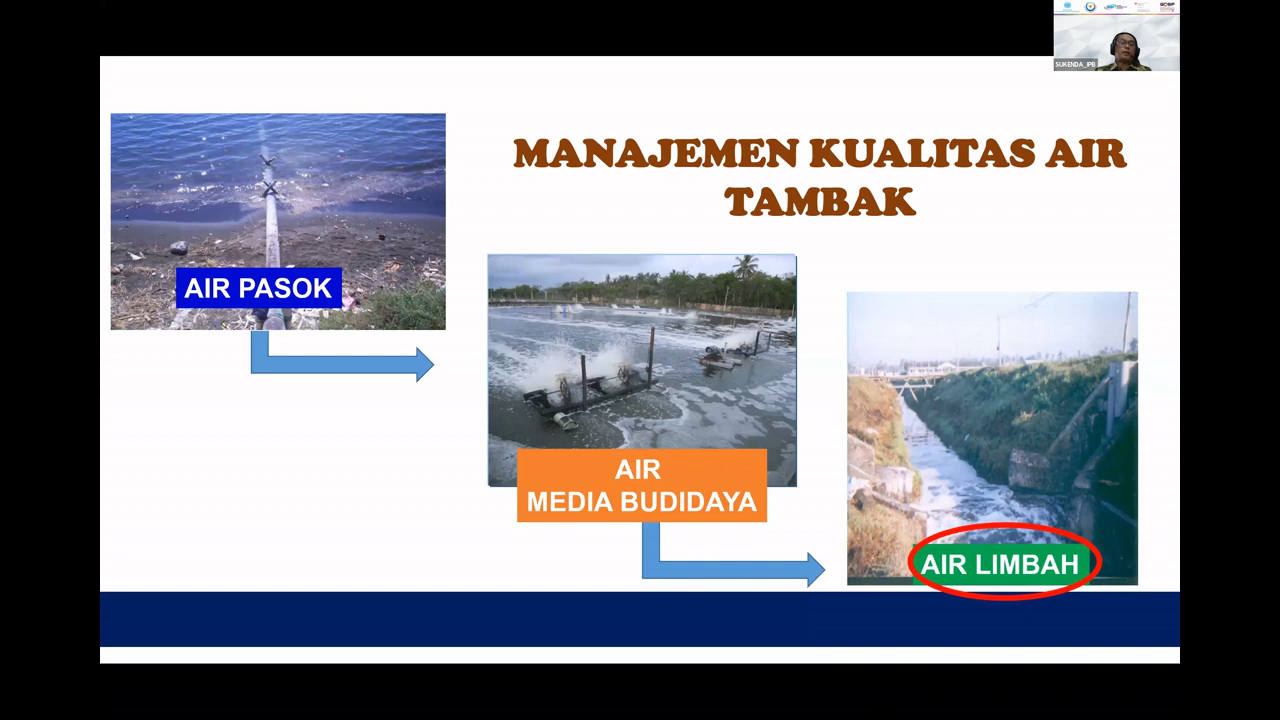 SUKENDA_IPB
MANAJEMEN KUALITAS AIR
TAMBAK
AIR PASOK
AIR
MEDIA BUDIDAYA
AIR LIMBAH